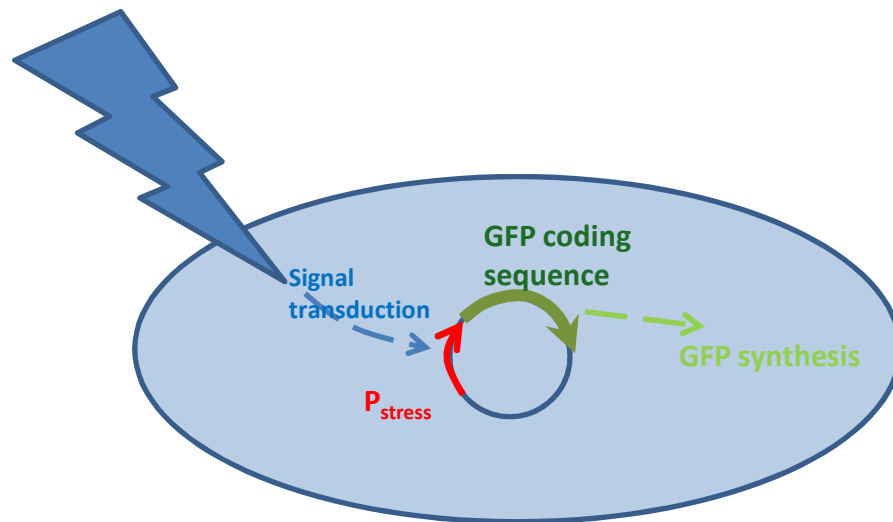 GFP coding
sequence
Signal
transduction
GFP synthesis
Pstress